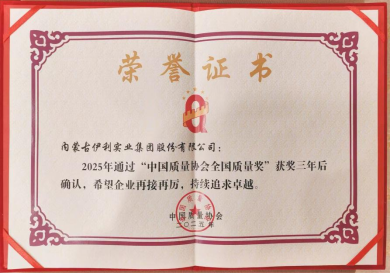 荣誉证书
内蒙古伊利实业集团股份有限公司：
2025年通过“中国质量协会全国质量奖”获奖三年后
确认，希望企业再接再厉，持续追求卓越。
中国质量协会
二〇二五年